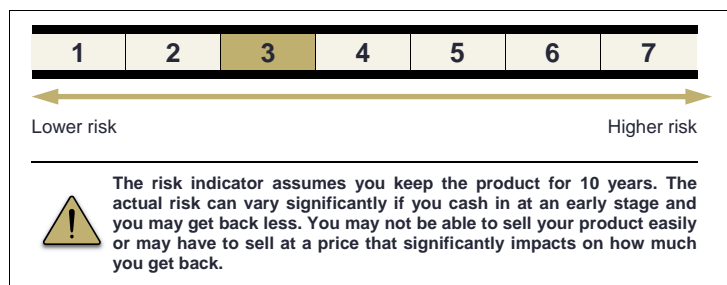 1 2 3 4 5 6 7
Lower risk Higher risk
The risk indicator assumes you keep the product for 10 years. The
actual risk can vary significantly if you cash in at an early stage and
you may get back less. You may not be able to sell your product easily
or may have to sell at a price that significantly impacts on how much
you get back.